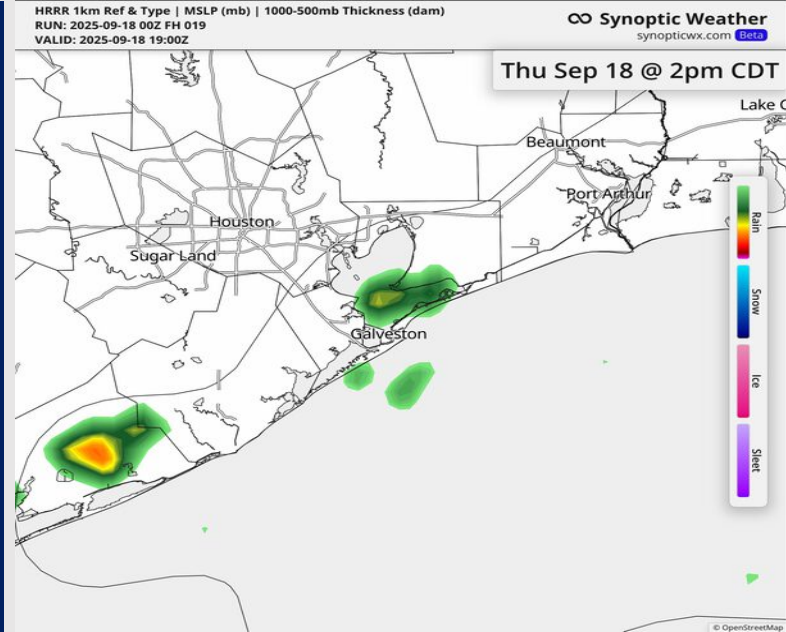 HRRR 1km Ref & Type | MSLP (mb) | 1000-500mb Thickness (dam)
RUN: 2025-09-18 00Z FH 019
VALID: 2025-09-18 19:00Z
Synoptic Weather
synopticwx.com Beta
Thu Sep 18 @ 2pm CDT
Lake C
Beaumont
Port Arthur
Houston
Sugar Land
Galveston
Rain
Snow
Ice
Sleet
© OpenStreetMap